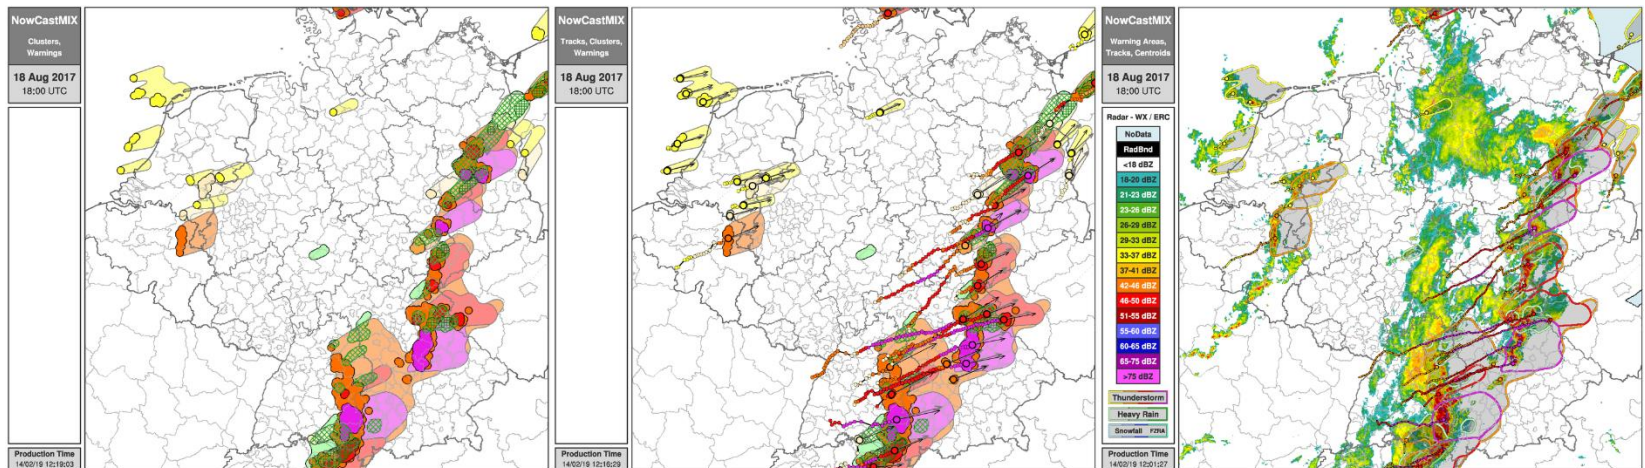 NowCastMIX
Clusters,
Warnings
18 Aug 2017
18:00 UTC
Production Time
14/02/19 12:19:03
NowCastMIX
Tracks, Clusters,
Warnings
18 Aug 2017
18:00 UTC
Production Time
14/02/19 12:16:29
NowCastMIX
Warning Areas,
Tracks, Centroids
18 Aug 2017
18:00 UTC
Radar - WX / ERC
NoData
RadBnd
<18 dBZ
18-20 dBZ
21-23 dBZ
23-26 dBZ
26-29 dBZ
29-33 dBZ
33-37 dBZ
37-41 dBZ
42-46 dBZ
46-50 dBZ
51-55 dBZ
55-60 dBZ
60-65 dBZ
65-75 dBZ
>75 dBZ
Thunderstorm
Heavy Rain
Snowfall FZRA
Production Time
14/02/19 12:01:27